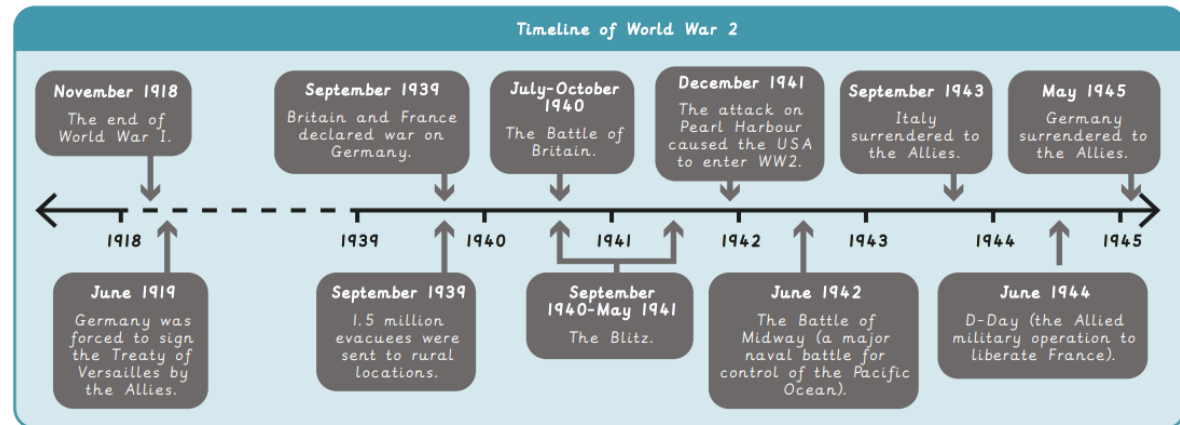 Timeline of World War 2
November 1918
The end of
World War I.
September 1939
Britain and France
declared war on
Germany.
July-October
1940
The Battle of
Britain.
December 1941
The attack on
Pearl Harbour
caused the USA
to enter WW2.
September 1943
Italy
surrendered to
the Allies.
May 1945
Germany
surrendered to
the Allies.
1918
1939
1940
1941
1942
1943
1944
1945
June 1919
Germany was
forced to sign
the Treaty of
Versailles by
the Allies.
September 1939
1.5 million
evacuees were
sent to rural
locations.
September
1940-May 1941
The Blitz.
June 1942
The Battle of
Midway (a major
naval battle for
control of the Pacific
Ocean).
June 1944
D-Day (the Allied
military operation to
liberate France).